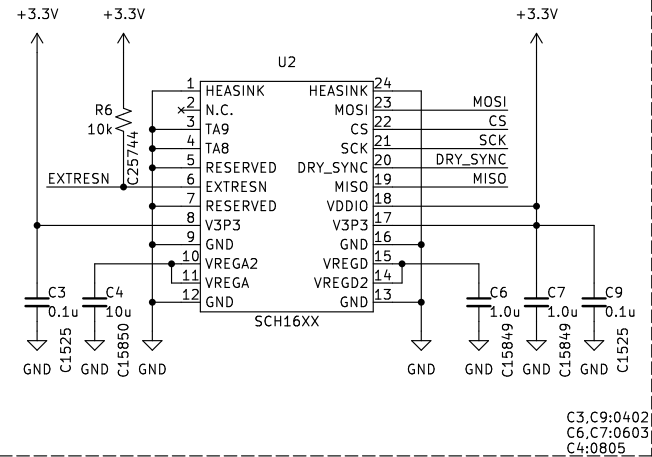 +3.3V
+3.3V
+3.3V
U2
1 HEASINK HEASINK 24
2 N.C. MOSI 23 MOSI
3 TA9 CS 22 CS
4 TA8 SCK 21 SCK
5 RESERVED DRY_SYNC 20 DRY_SYNC
EXTRESN 6 EXTRESN MISO 19 MISO
7 RESERVED VDDIO 18
8 V3P3 V3P3 17
9 GND GND 16
10 VREGA2 VREGD 15
11 VREGA VREGD2 14
12 GND GND 13
SCH16XX
R6
10k
C25744
C3
0.1u
C1525
C4
10u
C15850
C6
1.0u
C15849
C7
1.0u
C15849
C9
0.1u
C1525
GND
GND
GND
GND
GND
GND
GND
C3,C9:0402
C6,C7:0603
C4:0805